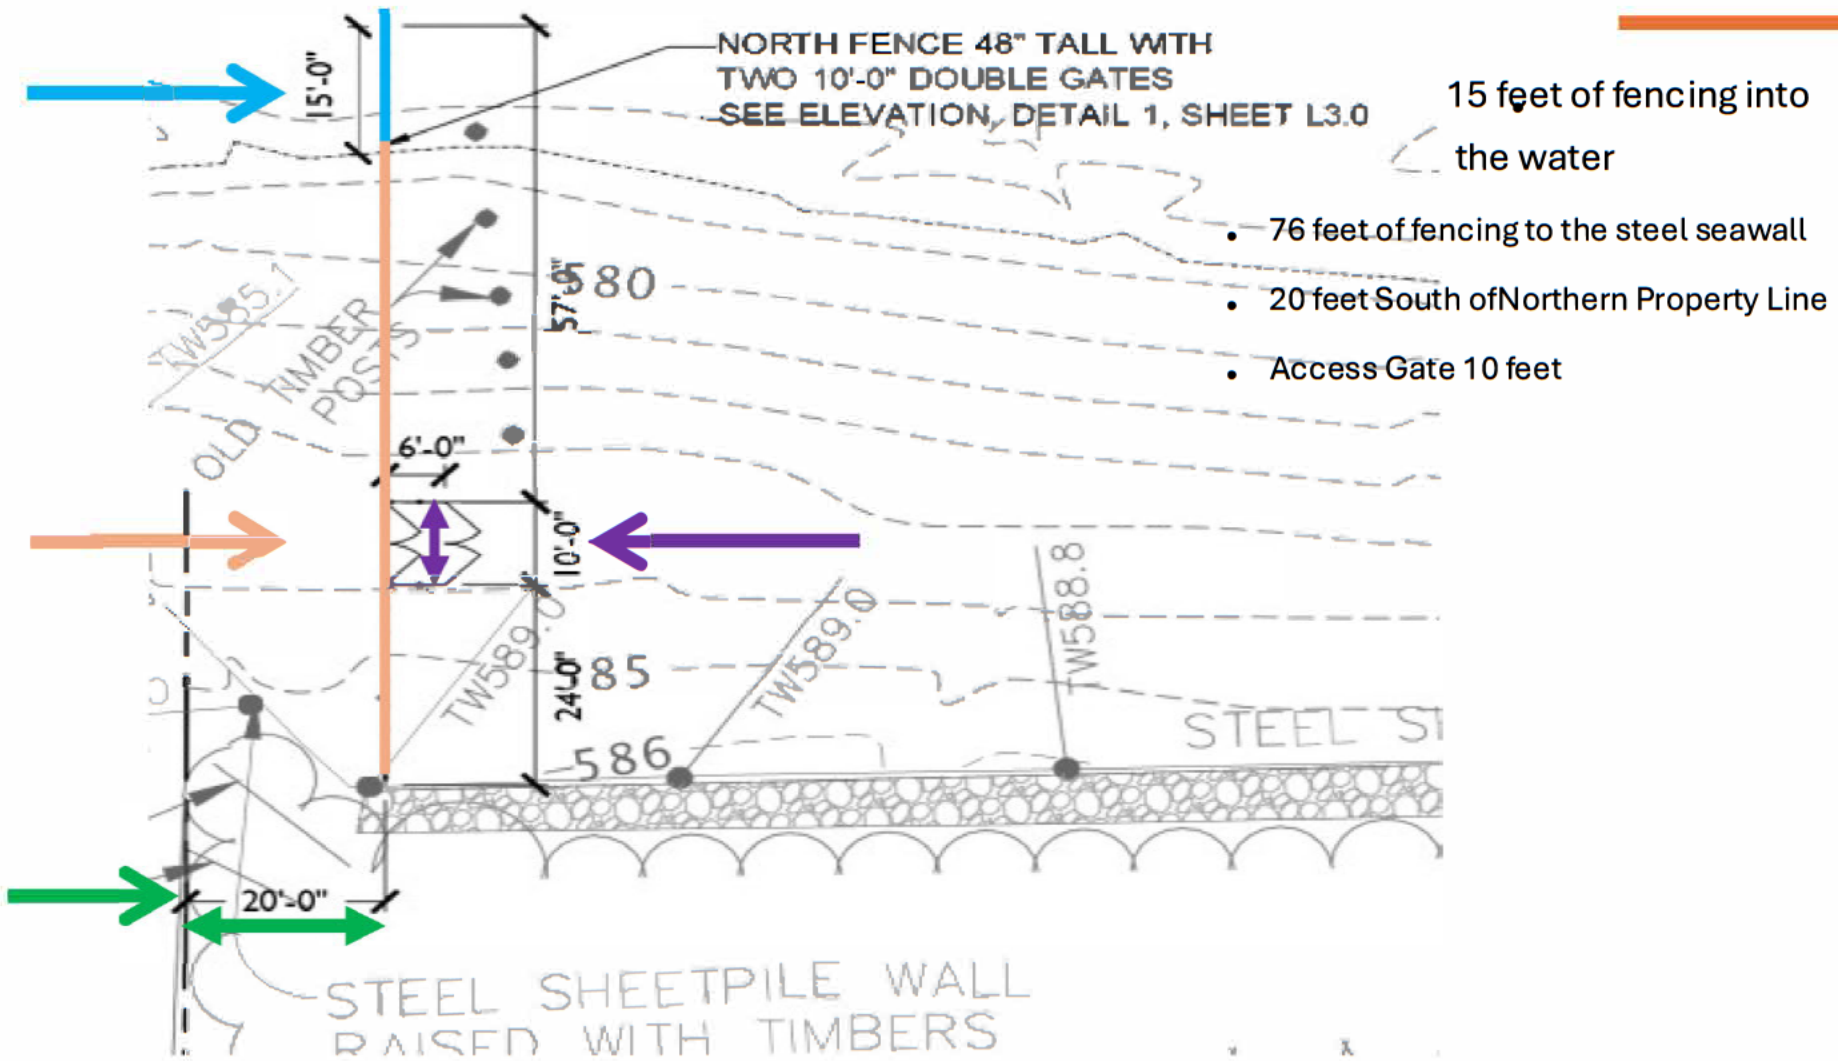 15'-0"
NORTH FENCE 48" TALL WITH
TWO 10'-0" DOUBLE GATES
SEE ELEVATION, DETAIL 1, SHEET L3.0
15 feet of fencing into
the water
• 76 feet of fencing to the steel seawall
• 20 feet South ofNorthern Property Line
• Access Gate 10 feet
TW585.1
OLD TIMBER
POSTS
57'-0"
580
6'-0"
10'-0"
TW589.0
TW589.0
TW588.8
24'-0"
585
586
STEEL
20'-0"
STEEL SHEETPILE WALL
RAISED WITH TIMBERS